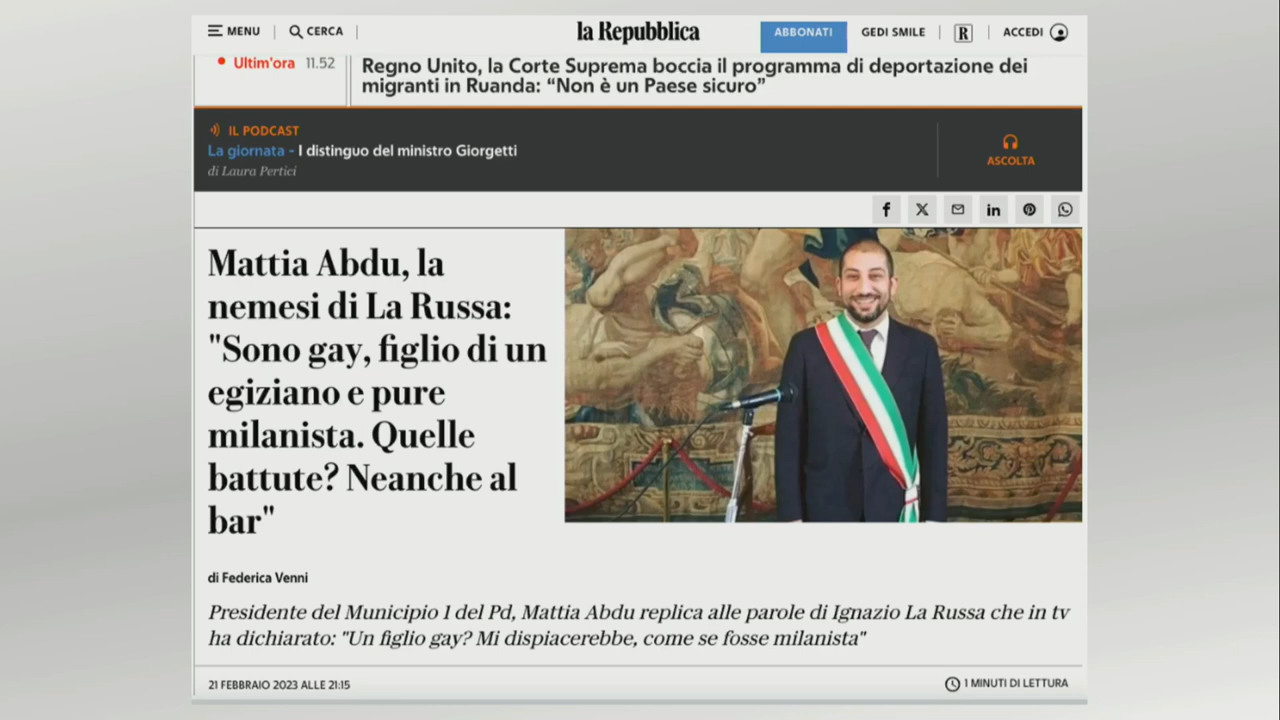 MENU
CERCA
la Repubblica
ABBONATI
GEDI SMILE
R
ACCEDI
Ultim'ora 11.52
Regno Unito, la Corte Suprema boccia il programma di deportazione dei
migranti in Ruanda: “Non è un Paese sicuro”
IL PODCAST
La giornata - I distinguo del ministro Giorgetti
di Laura Pertici
ASCOLTA
Mattia Abdu, la
nemesi di La Russa:
"Sono gay, figlio di un
egiziano e pure
milanista. Quelle
battute? Neanche al
bar"
di Federica Venni
Presidente del Municipio 1 del Pd, Mattia Abdu replica alle parole di Ignazio La Russa che in tv
ha dichiarato: "Un figlio gay? Mi dispiacerebbe, come se fosse milanista"
21 FEBBRAIO 2023 ALLE 21:15
1 MINUTI DI LETTURA